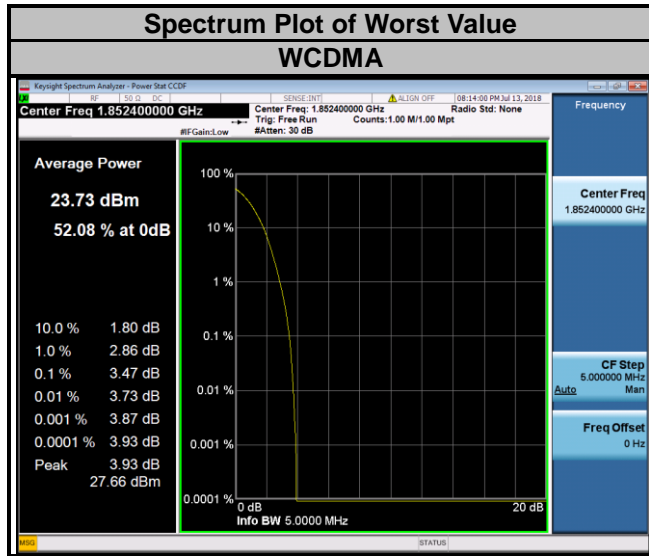 Spectrum Plot of Worst Value
WCDMA
Keysight Spectrum Analyzer - Power Stat CCDF
RF 50 Ω DC SENSE:INT ALIGN OFF 08:14:00 PM Jul 13, 2018
Center Freq 1.852400000 GHz
Center Freq: 1.852400000 GHz Radio Std: None
Trig: Free Run Counts:1.00 M/1.00 Mpt
#IFGain:Low #Atten: 30 dB
Frequency
Average Power
23.73 dBm
52.08 % at 0dB
10.0 % 1.80 dB
1.0 % 2.86 dB
0.1 % 3.47 dB
0.01 % 3.73 dB
0.001 % 3.87 dB
0.0001 % 3.93 dB
Peak 3.93 dB
27.66 dBm
100 %
10 %
1 %
0.1 %
0.01 %
0.001 %
0.0001 %
0 dB 20 dB
Info BW 5.0000 MHz
Center Freq
1.852400000 GHz
CF Step
5.000000 MHz
Auto Man
Freq Offset
0 Hz
MSG STATUS